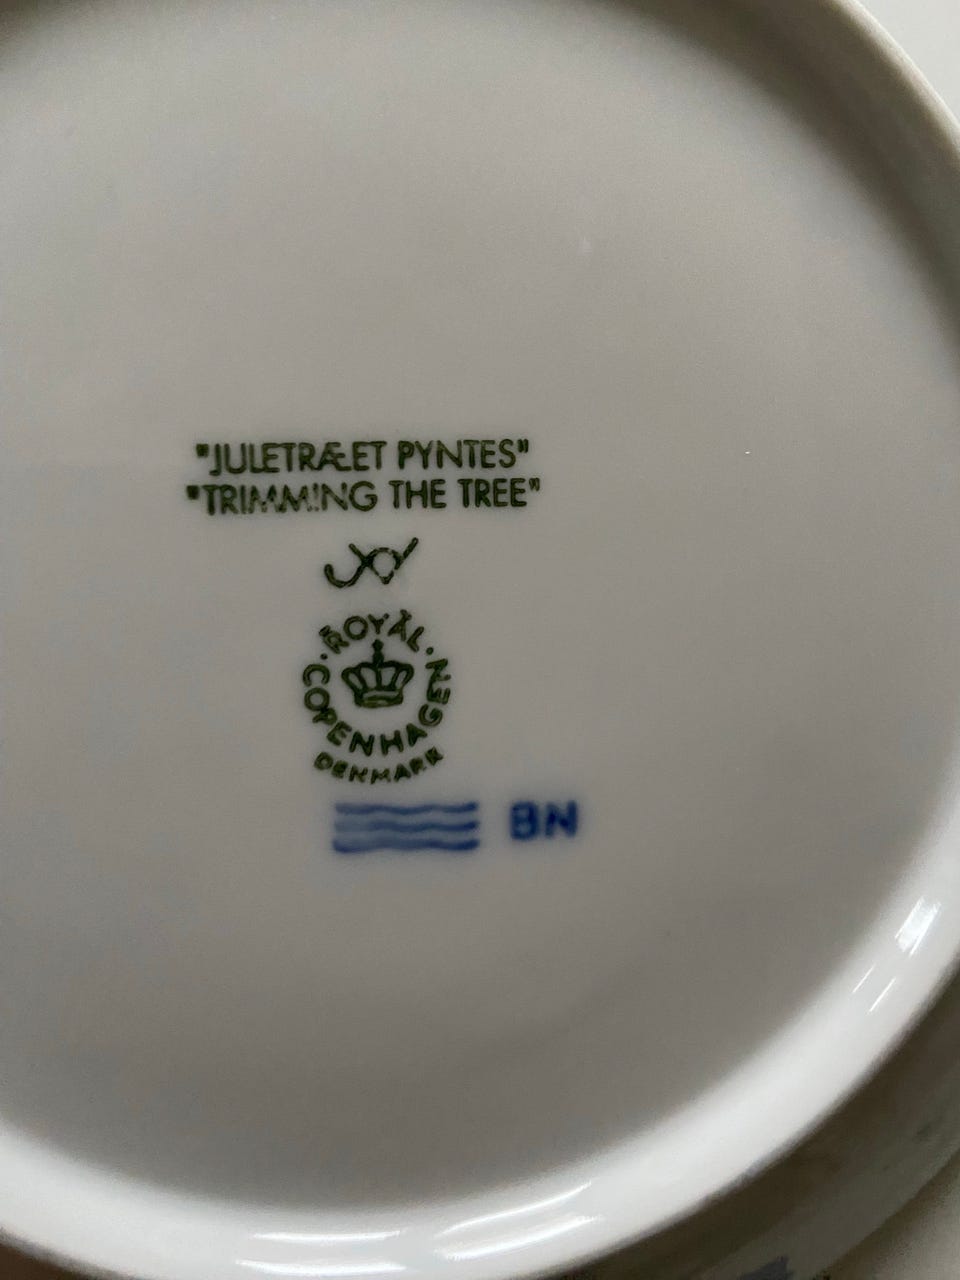 "JULETRÆET PYNTES"
"TRIMMING THE TREE"
ROYAL
COPENHAGEN
DENMARK
BN